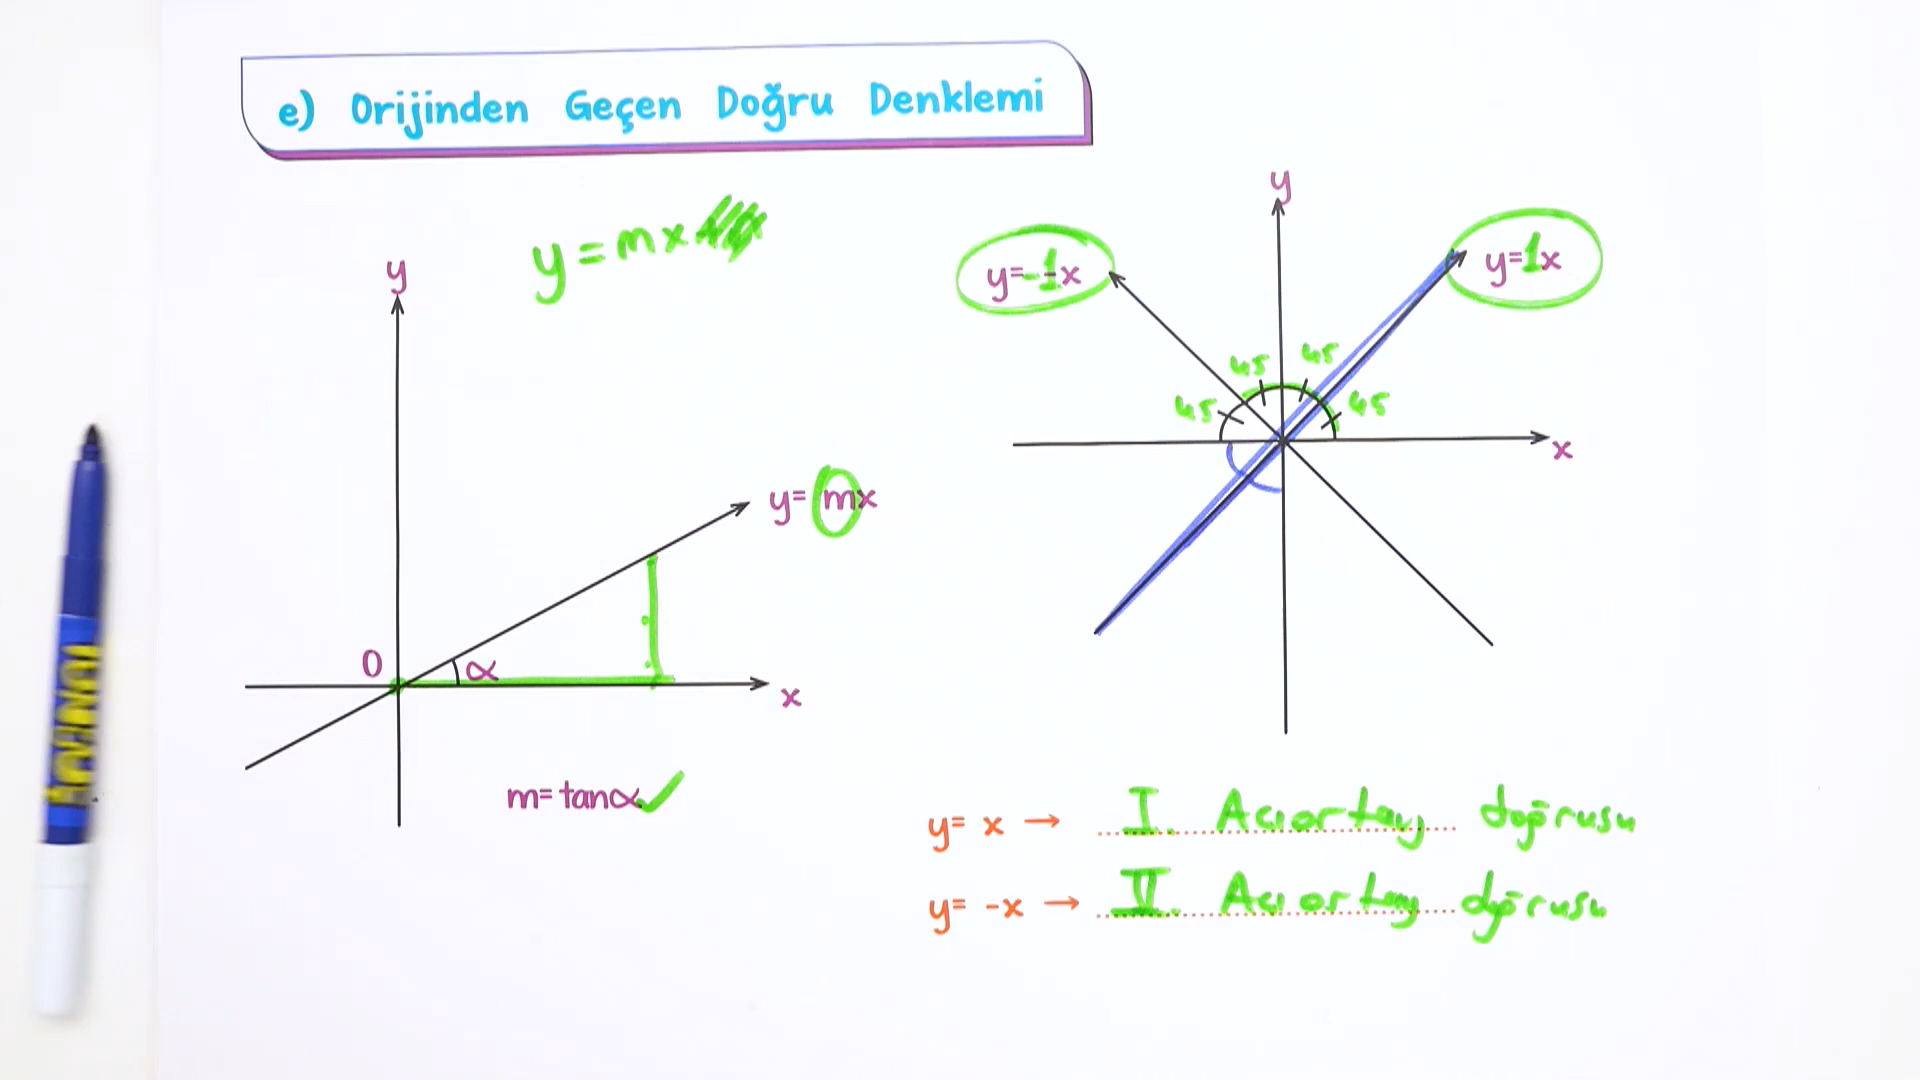 e) Orijinden Geçen Doğru Denklemi
y = mx
y
y=mx
0
α
x
m=tanα
y
y=-1x
y=1x
45
45
45
45
x
y= x → I. Açıortay doğrusu
y= -x → II. Açıortay doğrusu